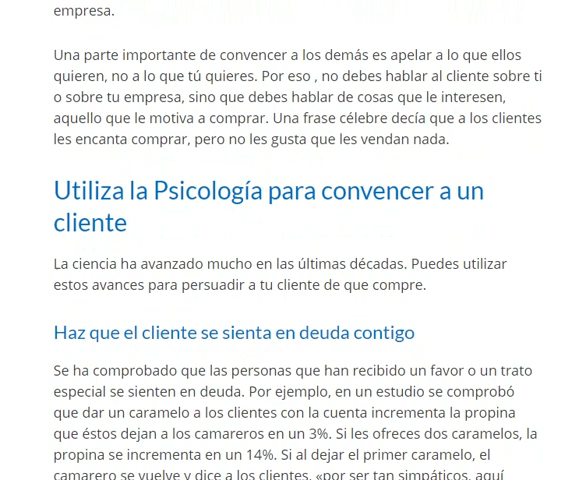 empresa.
Una parte importante de convencer a los demás es apelar a lo que ellos
quieren, no a lo que tú quieres. Por eso , no debes hablar al cliente sobre ti
o sobre tu empresa, sino que debes hablar de cosas que le interesen,
aquello que le motiva a comprar. Una frase célebre decía que a los clientes
les encanta comprar, pero no les gusta que les vendan nada.
Utiliza la Psicología para convencer a un
cliente
La ciencia ha avanzado mucho en las últimas décadas. Puedes utilizar
estos avances para persuadir a tu cliente de que compre.
Haz que el cliente se sienta en deuda contigo
Se ha comprobado que las personas que han recibido un favor o un trato
especial se sienten en deuda. Por ejemplo, en un estudio se comprobó
que dar un caramelo a los clientes con la cuenta incrementa la propina
que éstos dejan a los camareros en un 3%. Si les ofreces dos caramelos, la
propina se incrementa en un 14%. Si al dejar el primer caramelo, el
camarero se vuelve y dice a los clientes, «por ser tan simpáticos, aquí